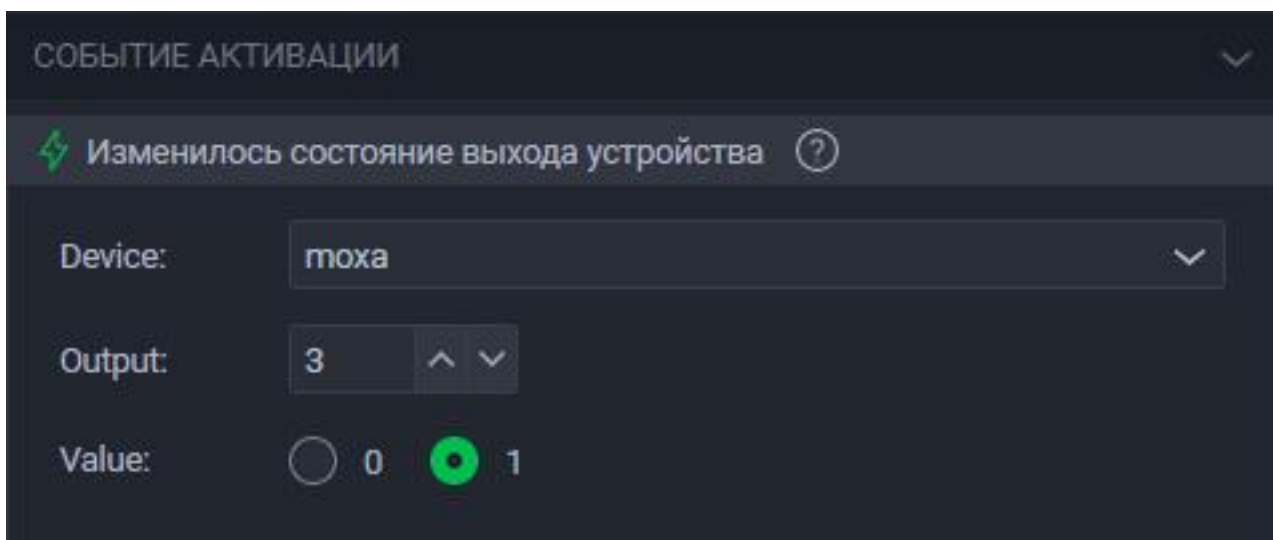 СОБЫТИЕ АКТИВАЦИИ
Изменилось состояние выхода устройства ?
Device: moxa
Output: 3
Value: 0 1